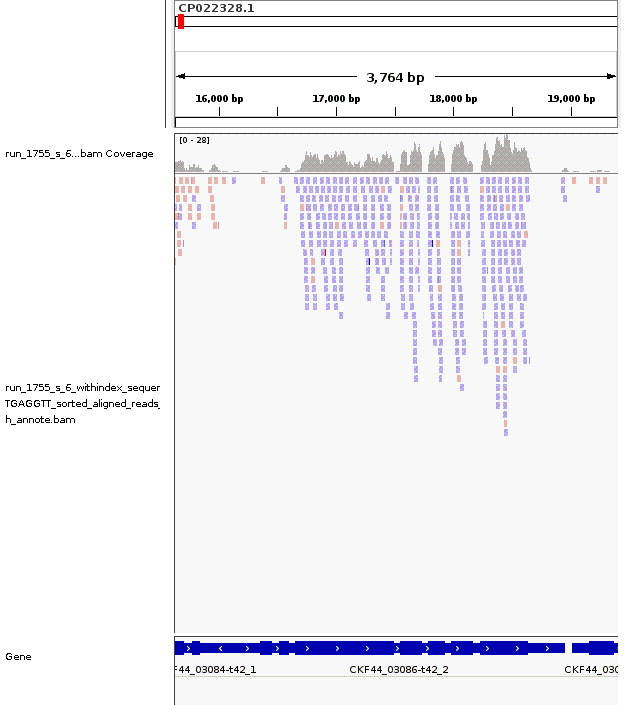 CP022328.1
3,764 bp
16,000 bp 17,000 bp 18,000 bp 19,000 bp
run_1755_s_6...bam Coverage
[0 - 28]
run_1755_s_6_withindex_sequer
TGAGGTT_sorted_aligned_reads_
h_annote.bam
Gene
F44_03084-t42_1 CKF44_03086-t42_2 CKF44_030